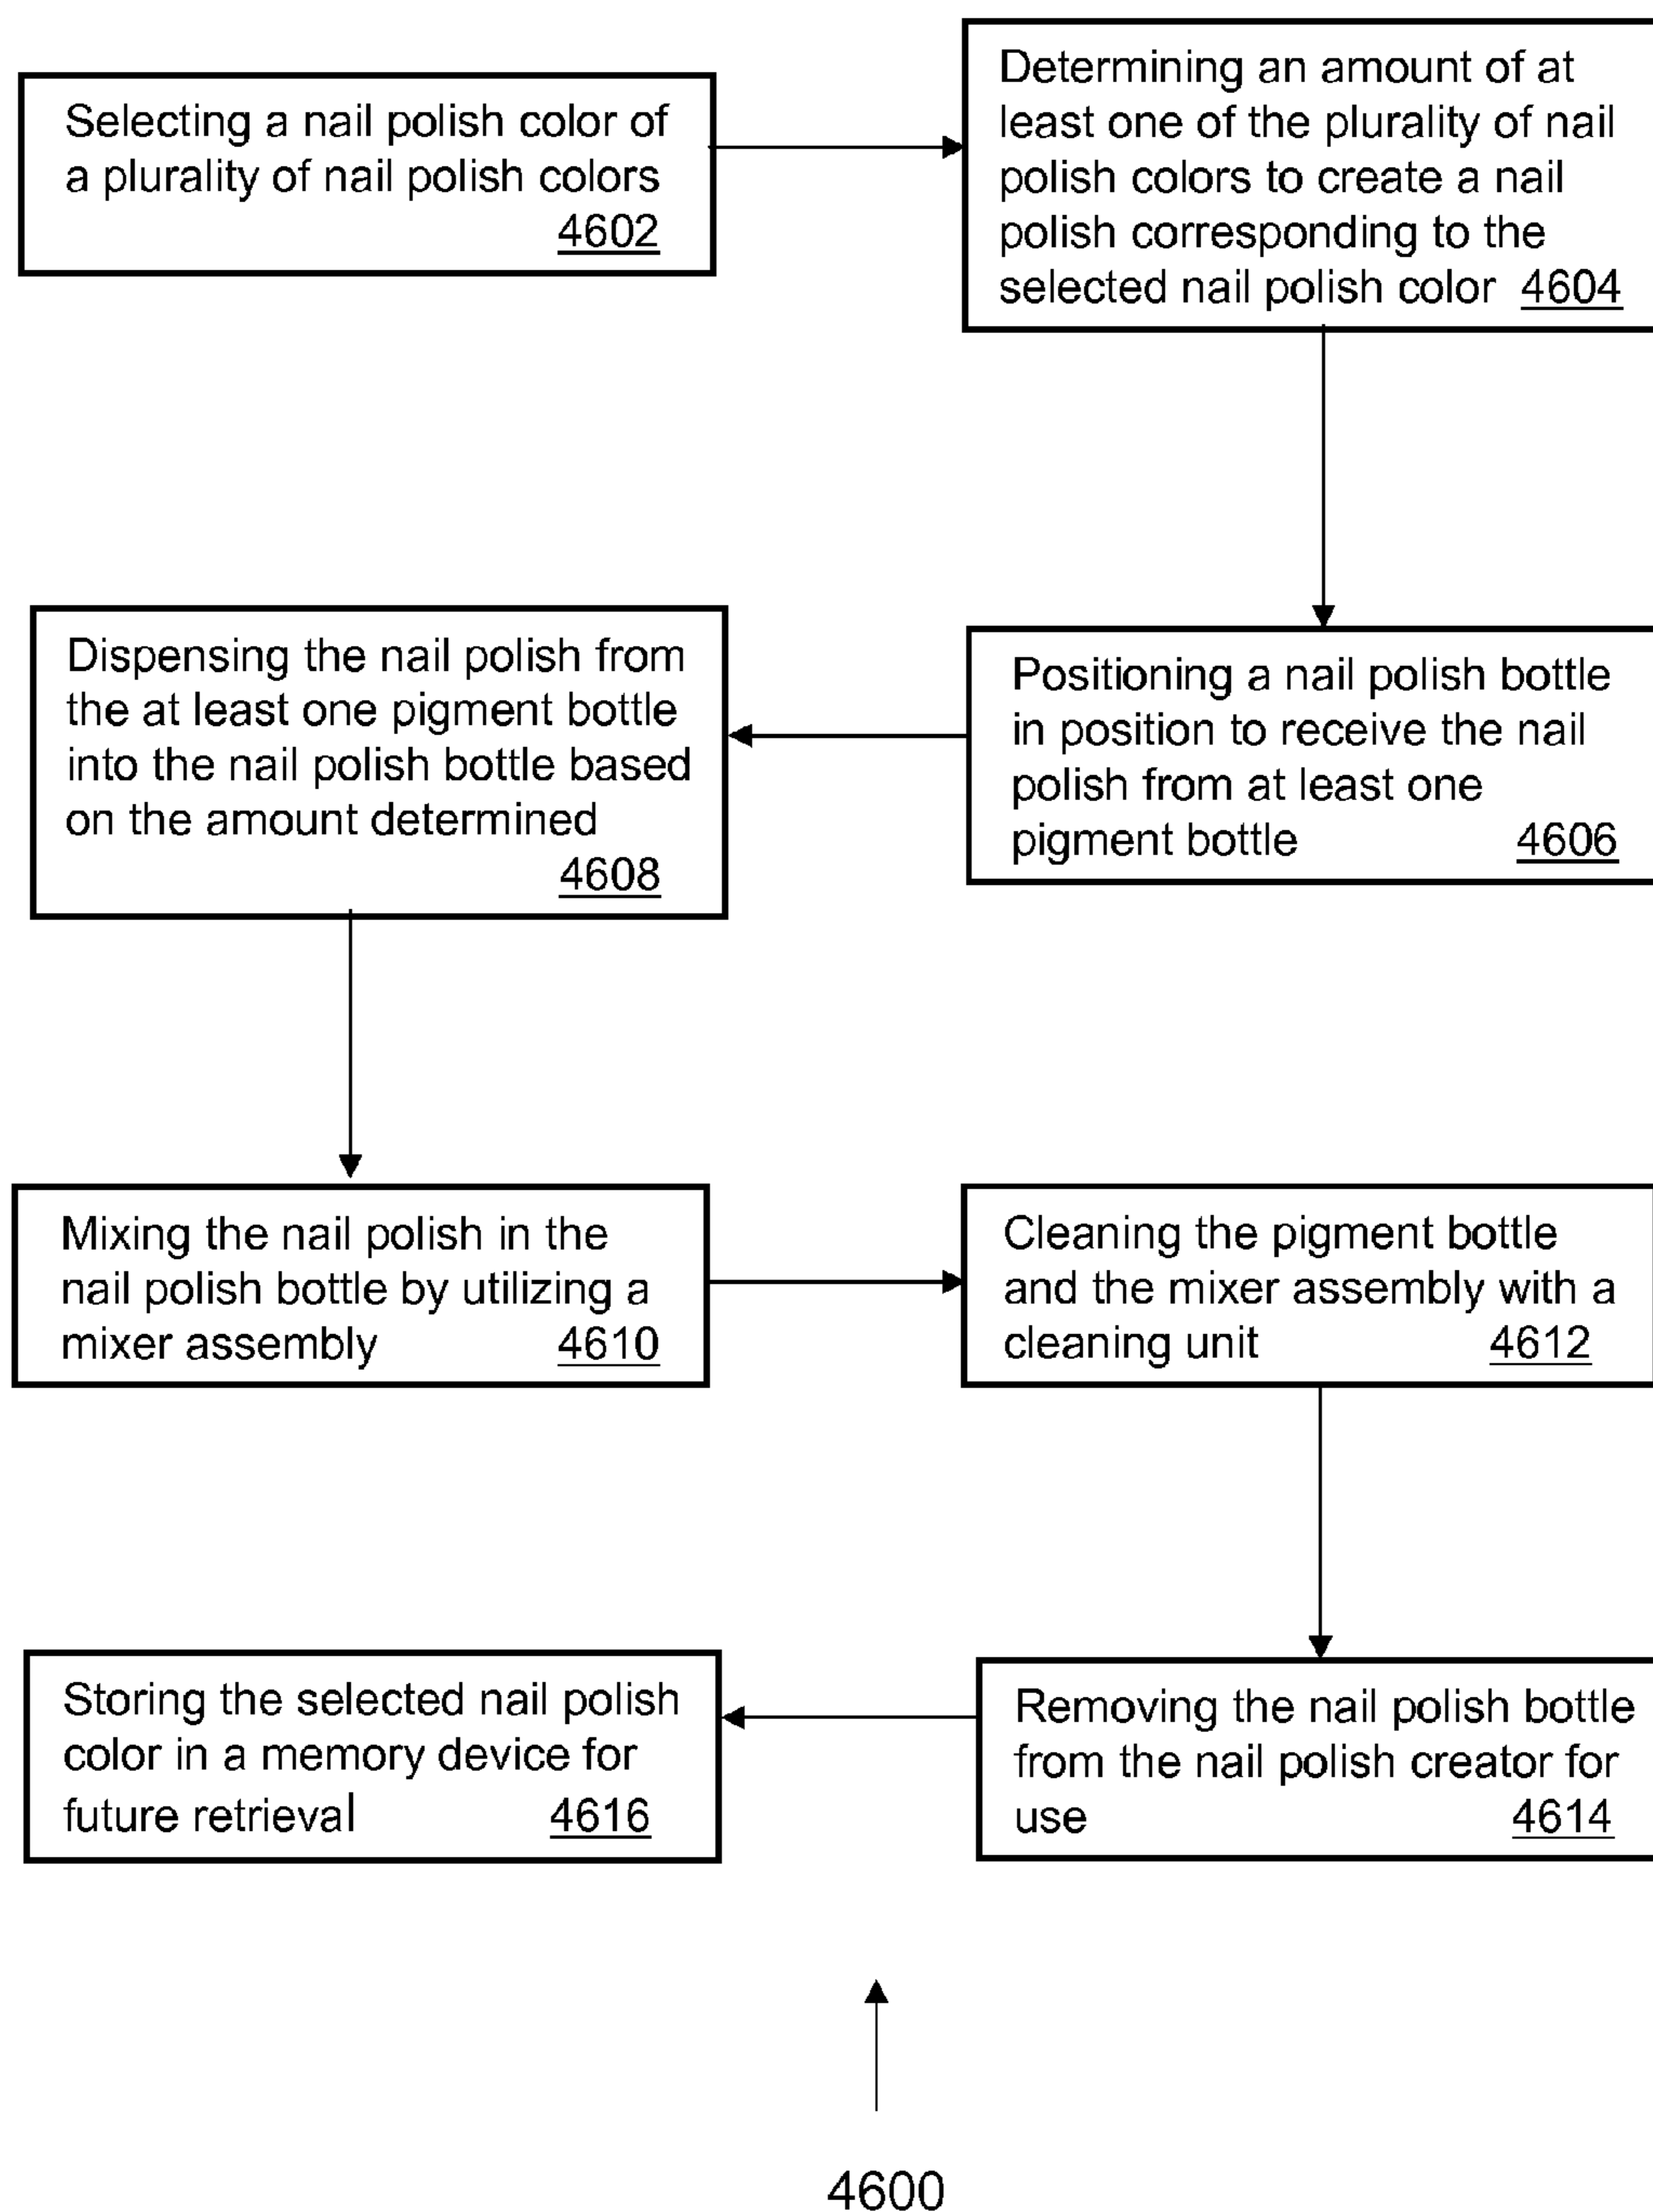 Selecting a nail polish color of
a plurality of nail polish colors
4602
Determining an amount of at
least one of the plurality of nail
polish colors to create a nail
polish corresponding to the
selected nail polish color 4604
Positioning a nail polish bottle
in position to receive the nail
polish from at least one
pigment bottle 4606
Dispensing the nail polish from
the at least one pigment bottle
into the nail polish bottle based
on the amount determined
4608
Mixing the nail polish in the
nail polish bottle by utilizing a
mixer assembly 4610
Cleaning the pigment bottle
and the mixer assembly with a
cleaning unit 4612
Removing the nail polish bottle
from the nail polish creator for
use 4614
Storing the selected nail polish
color in a memory device for
future retrieval 4616
4600